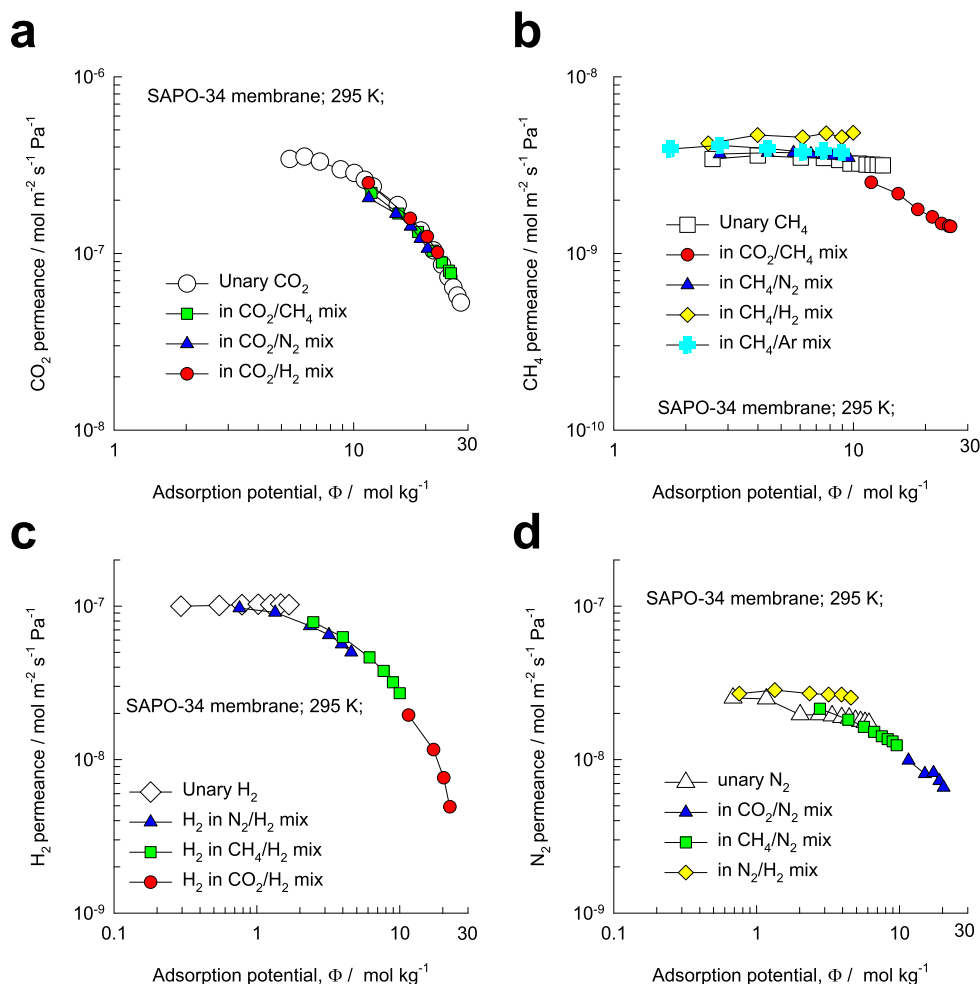 a
10⁻⁶
SAPO-34 membrane; 295 K;
CO₂ permeance / mol m⁻² s⁻¹ Pa⁻¹
10⁻⁷
Unary CO₂
in CO₂/CH₄ mix
in CO₂/N₂ mix
in CO₂/H₂ mix
10⁻⁸
1
10
30
Adsorption potential, Φ / mol kg⁻¹
b
10⁻⁸
CH₄ permeance / mol m⁻² s⁻¹ Pa⁻¹
10⁻⁹
Unary CH₄
in CO₂/CH₄ mix
in CH₄/N₂ mix
in CH₄/H₂ mix
in CH₄/Ar mix
SAPO-34 membrane; 295 K;
10⁻¹⁰
1
10
30
Adsorption potential, Φ / mol kg⁻¹
c
10⁻⁷
H₂ permeance / mol m⁻² s⁻¹ Pa⁻¹
SAPO-34 membrane; 295 K;
10⁻⁸
Unary H₂
H₂ in N₂/H₂ mix
H₂ in CH₄/H₂ mix
H₂ in CO₂/H₂ mix
10⁻⁹
0.1
1
10
30
Adsorption potential, Φ / mol kg⁻¹
d
SAPO-34 membrane; 295 K;
10⁻⁷
N₂ permeance / mol m⁻² s⁻¹ Pa⁻¹
10⁻⁸
unary N₂
in CO₂/N₂ mix
in CH₄/N₂ mix
in N₂/H₂ mix
10⁻⁹
0.1
1
10
30
Adsorption potential, Φ / mol kg⁻¹